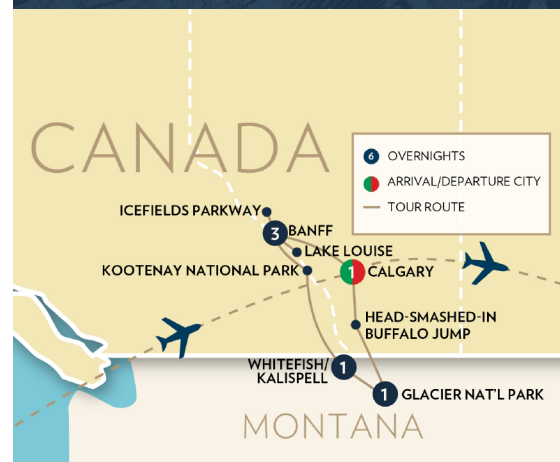 CANADA
6 OVERNIGHTS
ARRIVAL/DEPARTURE CITY
TOUR ROUTE
ICEFIELDS PARKWAY
3 BANFF
LAKE LOUISE
KOOTENAY NATIONAL PARK
1 CALGARY
HEAD-SMASHED-IN
BUFFALO JUMP
WHITEFISH/
KALISPELL 1
1 GLACIER NAT'L PARK
MONTANA